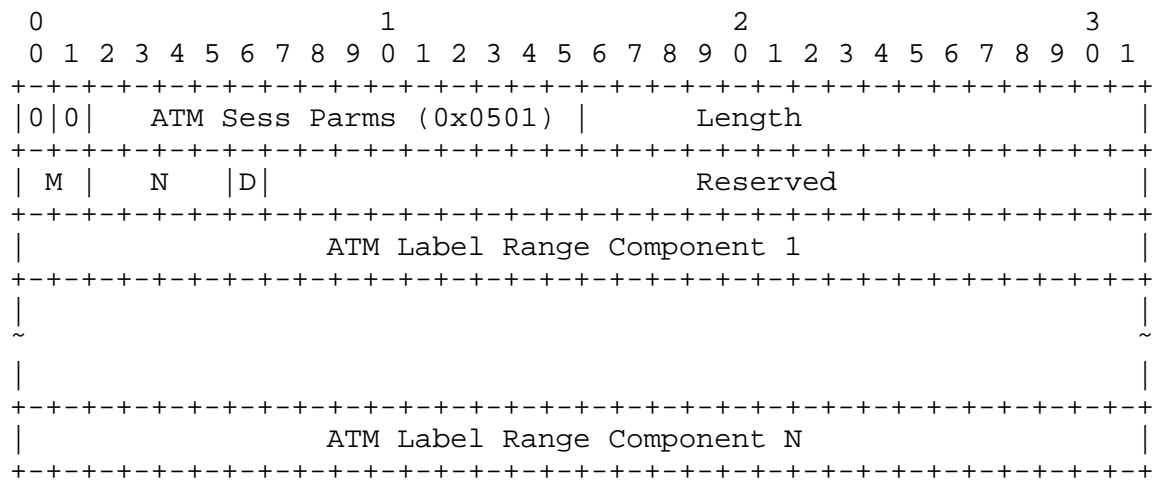 0                   1                   2                   3
 0 1 2 3 4 5 6 7 8 9 0 1 2 3 4 5 6 7 8 9 0 1 2 3 4 5 6 7 8 9 0 1
+-+-+-+-+-+-+-+-+-+-+-+-+-+-+-+-+-+-+-+-+-+-+-+-+-+-+-+-+-+-+-+-+
|0|0|   ATM Sess Parms (0x0501) |      Length                   |
+-+-+-+-+-+-+-+-+-+-+-+-+-+-+-+-+-+-+-+-+-+-+-+-+-+-+-+-+-+-+-+-+
| M |   N   |D|                        Reserved                 |
+-+-+-+-+-+-+-+-+-+-+-+-+-+-+-+-+-+-+-+-+-+-+-+-+-+-+-+-+-+-+-+-+
|                 ATM Label Range Component 1                   |
+-+-+-+-+-+-+-+-+-+-+-+-+-+-+-+-+-+-+-+-+-+-+-+-+-+-+-+-+-+-+-+-+
|                                                               |
~                                                               ~
|                                                               |
+-+-+-+-+-+-+-+-+-+-+-+-+-+-+-+-+-+-+-+-+-+-+-+-+-+-+-+-+-+-+-+-+
|                 ATM Label Range Component N                   |
+-+-+-+-+-+-+-+-+-+-+-+-+-+-+-+-+-+-+-+-+-+-+-+-+-+-+-+-+-+-+-+-+